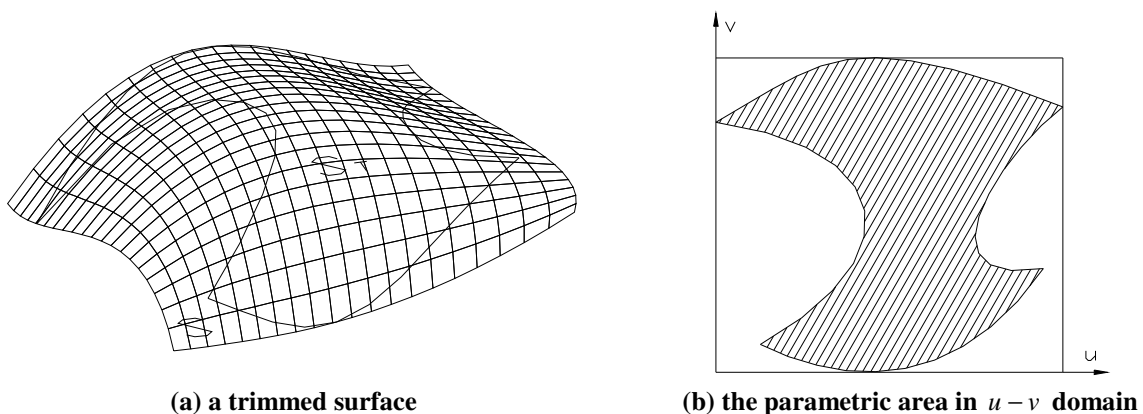 v
S T
S
u
(a) a trimmed surface
(b) the parametric area in u − v domain